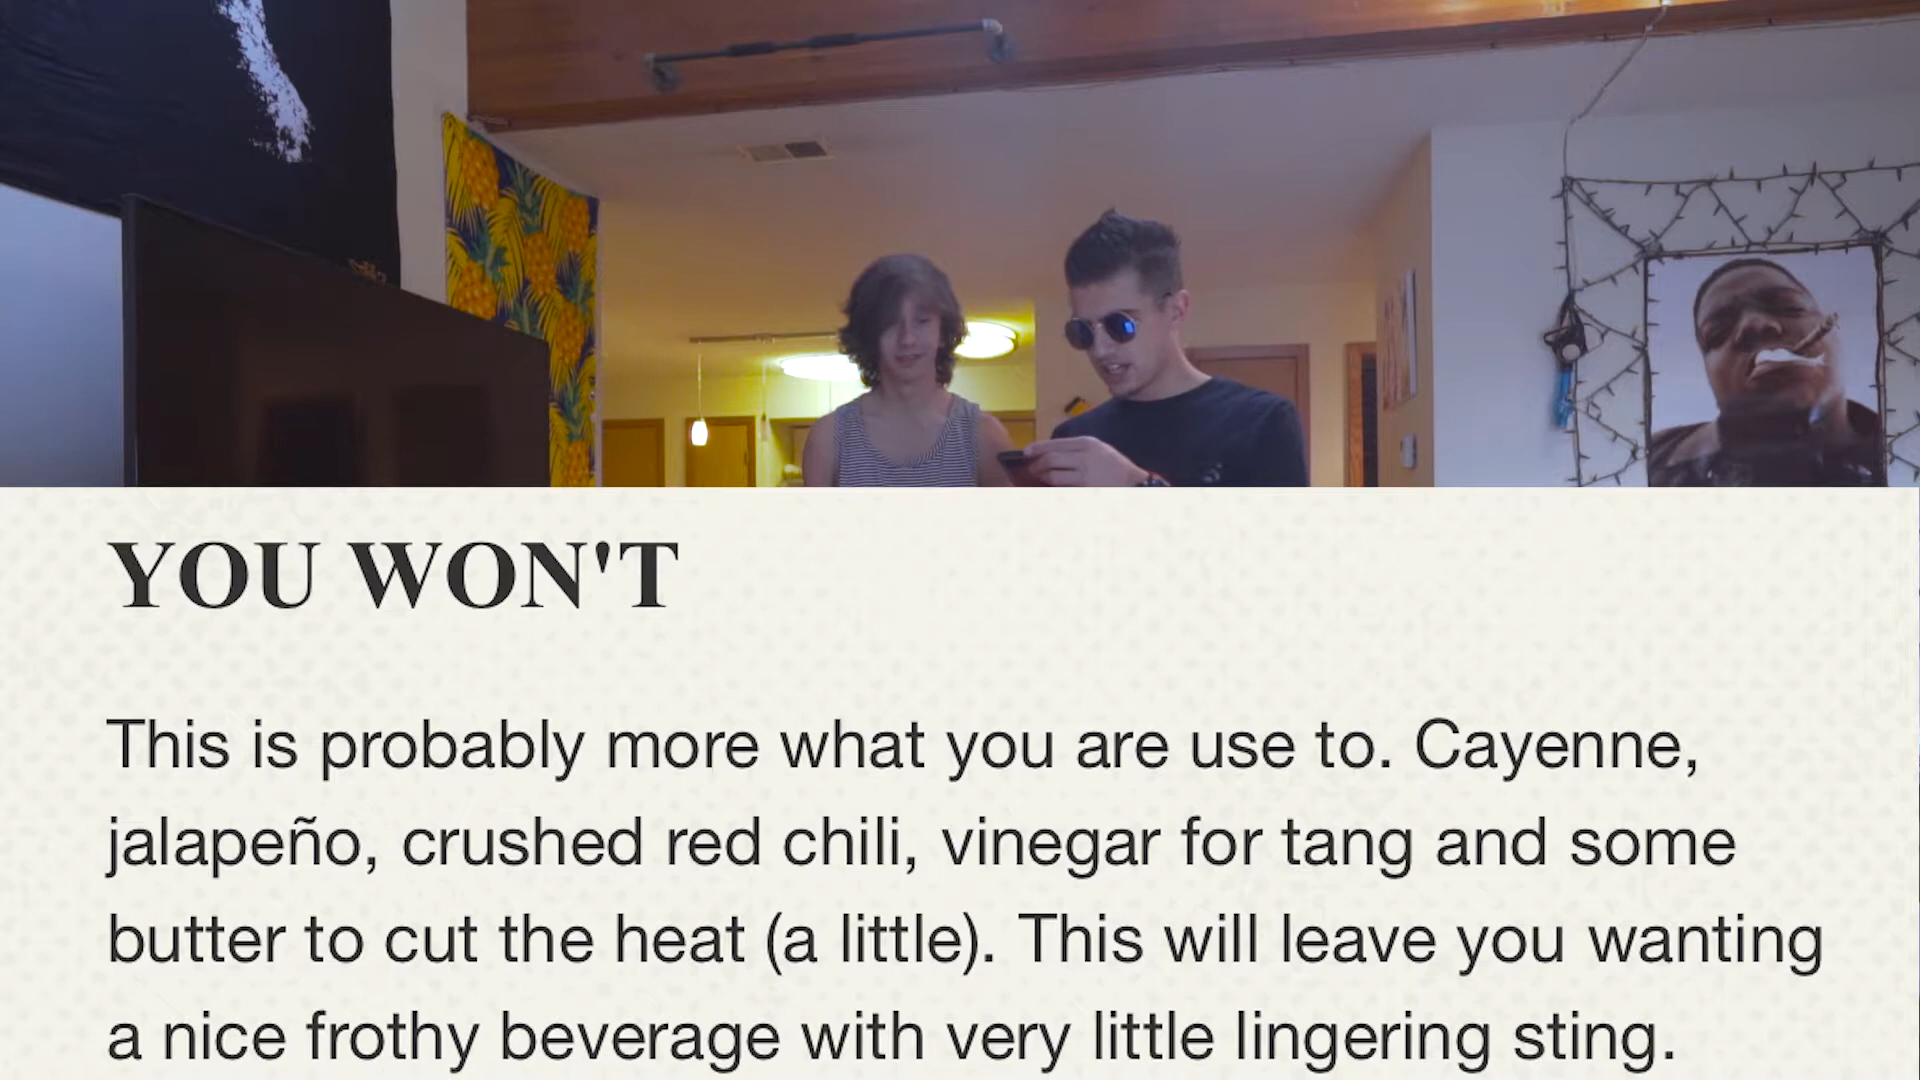 YOU WON'T
This is probably more what you are use to. Cayenne,
jalapeño, crushed red chili, vinegar for tang and some
butter to cut the heat (a little). This will leave you wanting
a nice frothy beverage with very little lingering sting.